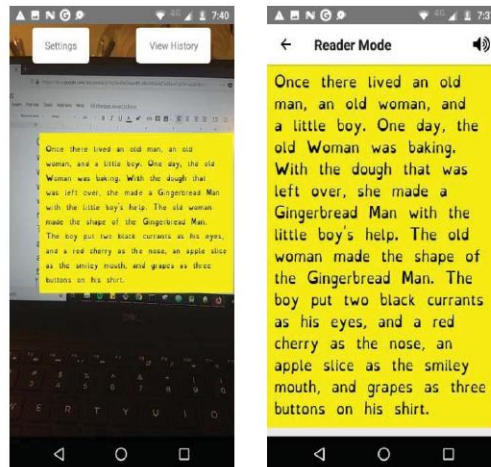 7:40
Settings
View History
Once there lived an old man, an old
woman, and a little boy. One day, the old
Woman was baking. With the dough that
was left over, she made a Gingerbread Man
with the little boy's help. The old woman
made the shape of the Gingerbread Man.
The boy put two black currants as his eyes,
and a red cherry as the nose, an apple slice
as the smiley mouth, and grapes as three
buttons on his shirt.
DELL
E R T Y U I O
Reader Mode
Once there lived an old
man, an old woman, and
a little boy. One day, the
old Woman was baking.
With the dough that was
left over, she made a
Gingerbread Man with the
little boy's help. The old
woman made the shape of
the Gingerbread Man. The
boy put two black currants
as his eyes, and a red
cherry as the nose, an
apple slice as the smiley
mouth, and grapes as three
buttons on his shirt.